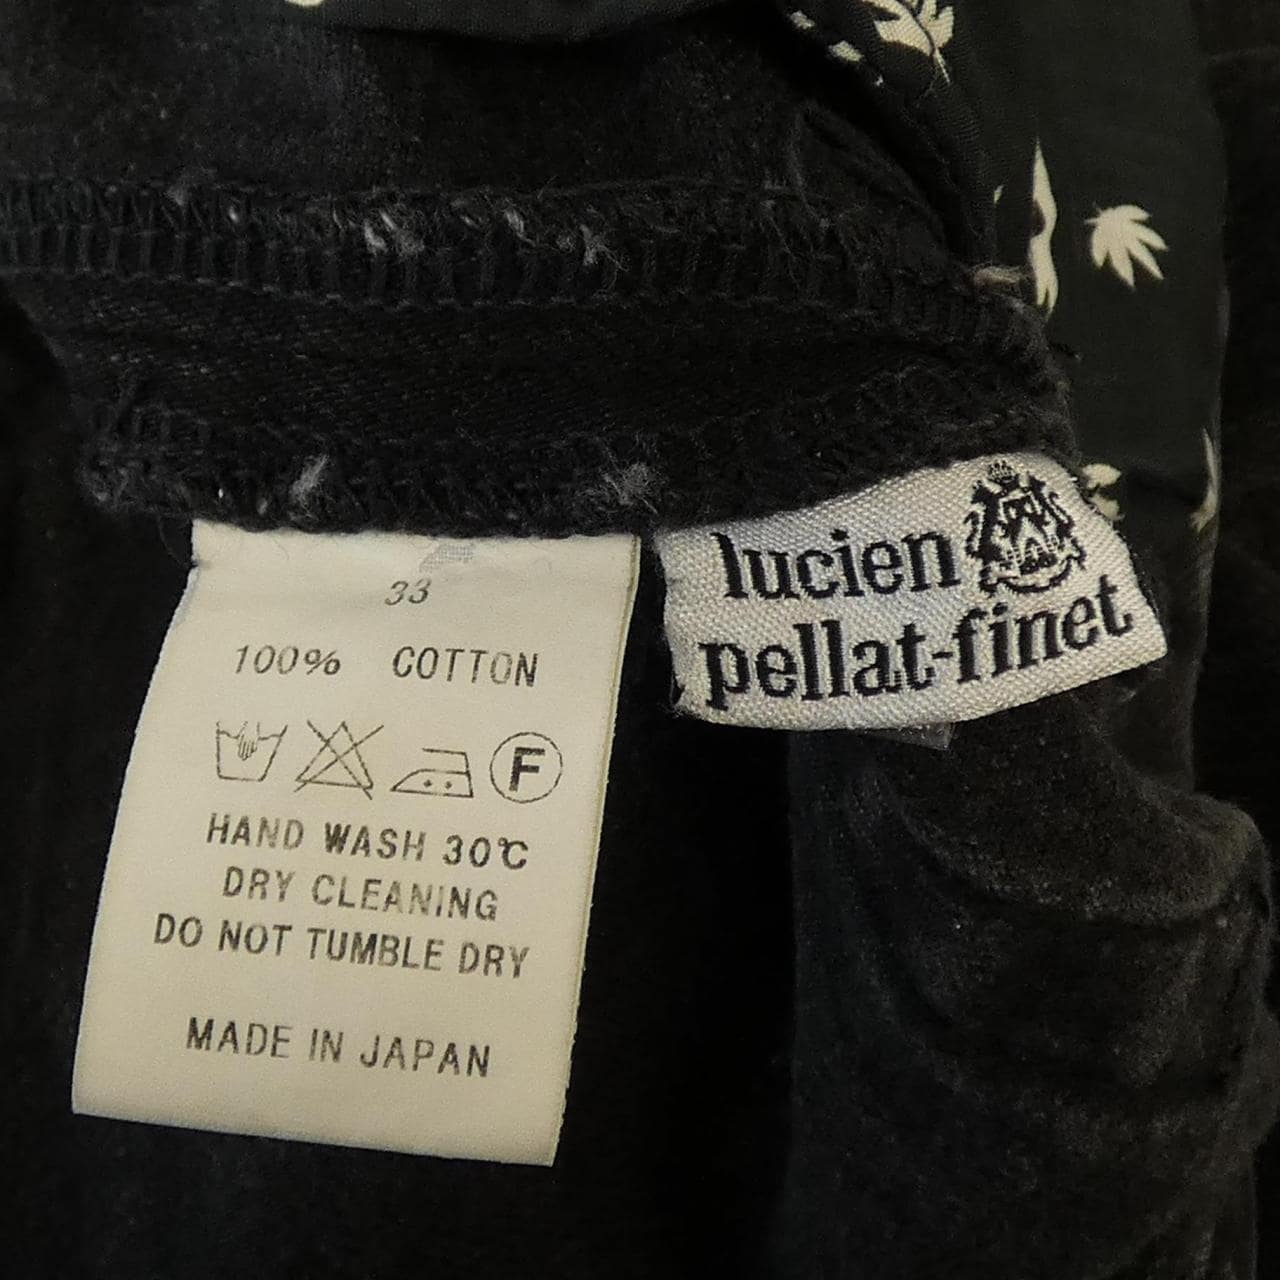 33
100% COTTON
F
HAND WASH 30℃
DRY CLEANING
DO NOT TUMBLE DRY
MADE IN JAPAN
lucien
pellat-finet